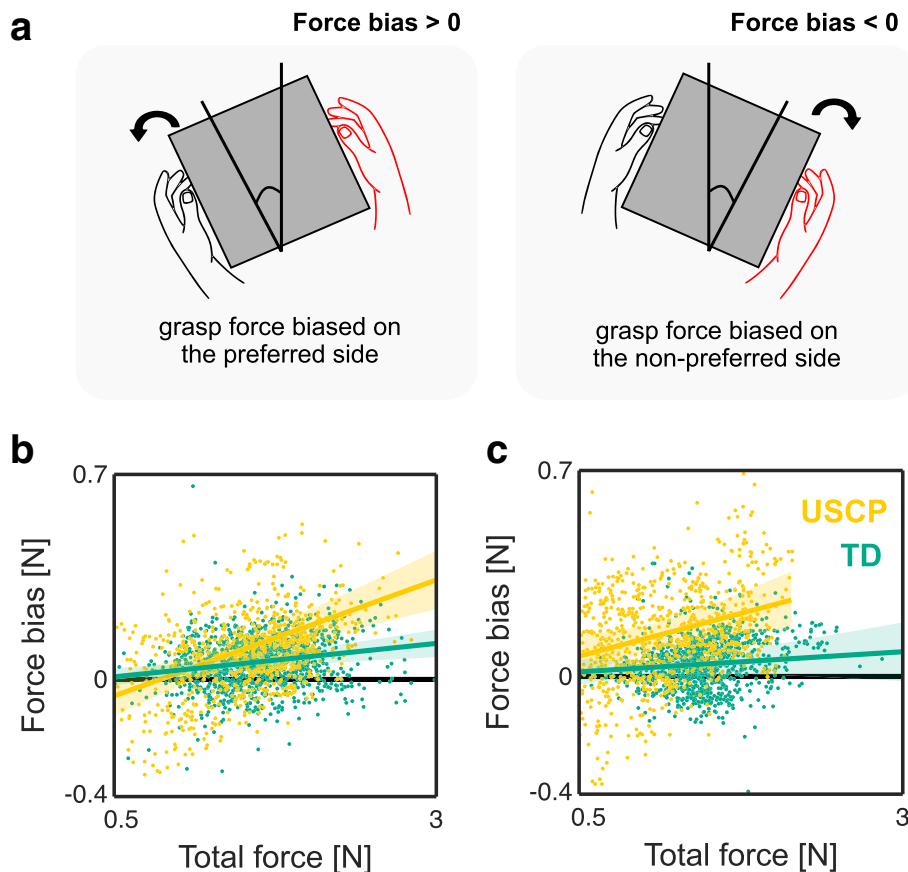 a
Force bias > 0
Force bias < 0
grasp force biased on
the preferred side
grasp force biased on
the non-preferred side
b
0.7
0
-0.4
0.5
3
Force bias [N]
Total force [N]
c
0.7
0
-0.4
0.5
3
Force bias [N]
Total force [N]
USCP
TD